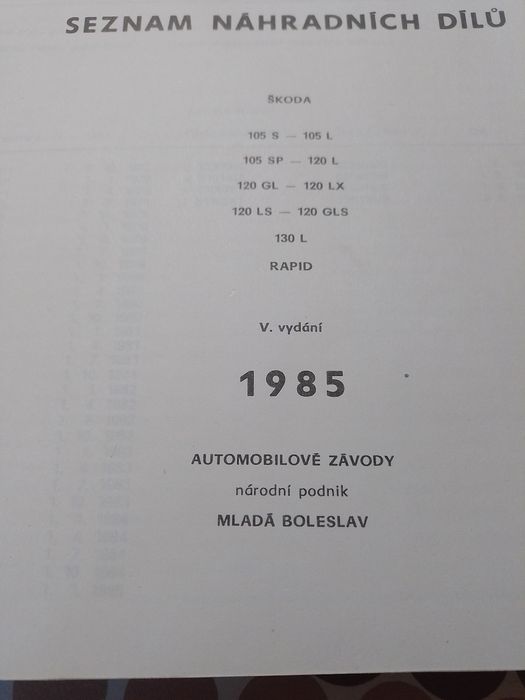 SEZNAM NÁHRADNÍCH DÍLŮ
ŠKODA
105 S — 105 L
105 SP — 120 L
120 GL — 120 LX
120 LS — 120 GLS
130 L
RAPID
V. vydání
1985
AUTOMOBILOVÉ ZÁVODY
národní podnik
MLADÁ BOLESLAV